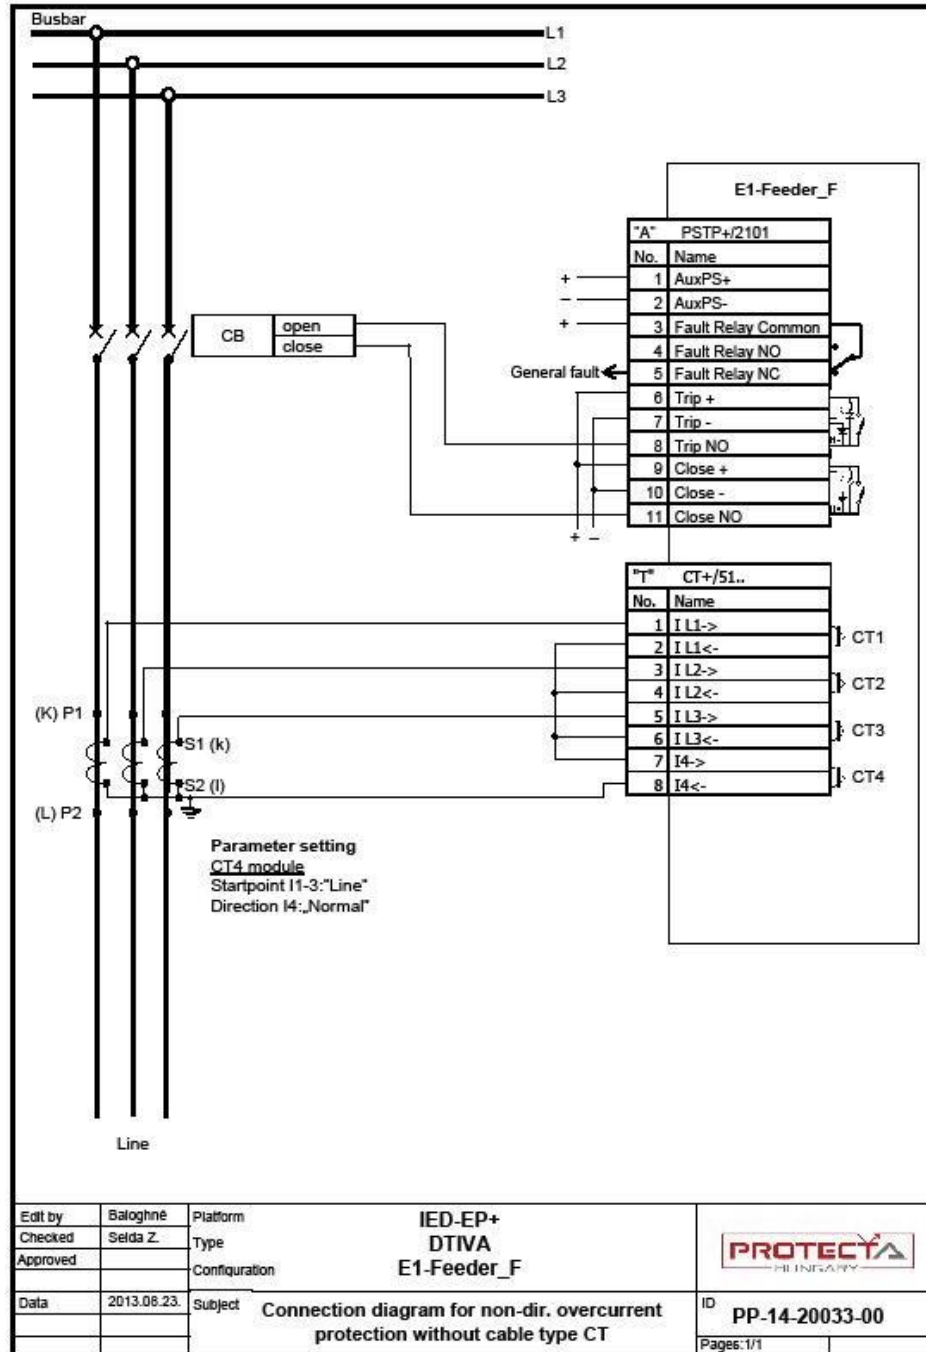 Busbar
L1
L2
L3
E1-Feeder_F
"A" PSTP+/2101
No. Name
+ 1 AuxPS+
– 2 AuxPS-
+ 3 Fault Relay Common
4 Fault Relay NO
General fault 5 Fault Relay NC
6 Trip +
7 Trip -
8 Trip NO
9 Close +
10 Close -
11 Close NO
+ –
CB open
close
"T" CT+/51..
No. Name
1 I L1->
2 I L1<-
CT1
3 I L2->
4 I L2<-
CT2
5 I L3->
6 I L3<-
CT3
7 I4->
8 I4<-
CT4
(K) P1
S1 (k)
S2 (l)
(L) P2
Parameter setting
CT4 module
Startpoint I1-3:"Line"
Direction I4:„Normal"
Line
Edit by Baloghné
Checked Selda Z.
Approved
Data 2013.08.23.
Platform IED-EP+
Type DTIVA
Configuration E1-Feeder_F
Subject Connection diagram for non-dir. overcurrent
protection without cable type CT
PROTECTA
HUNGARY
ID PP-14-20033-00
Pages:1/1